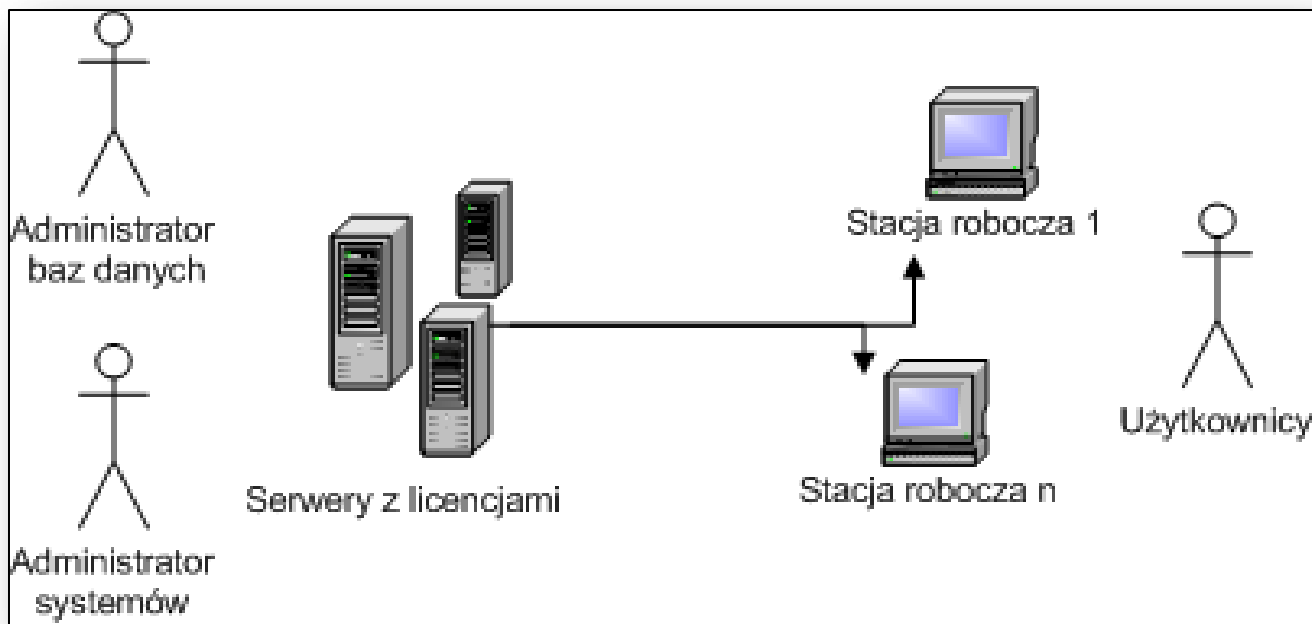 Administrator
baz danych
Administrator
systemów
Serwery z licencjami
Stacja robocza 1
Stacja robocza n
Użytkownicy